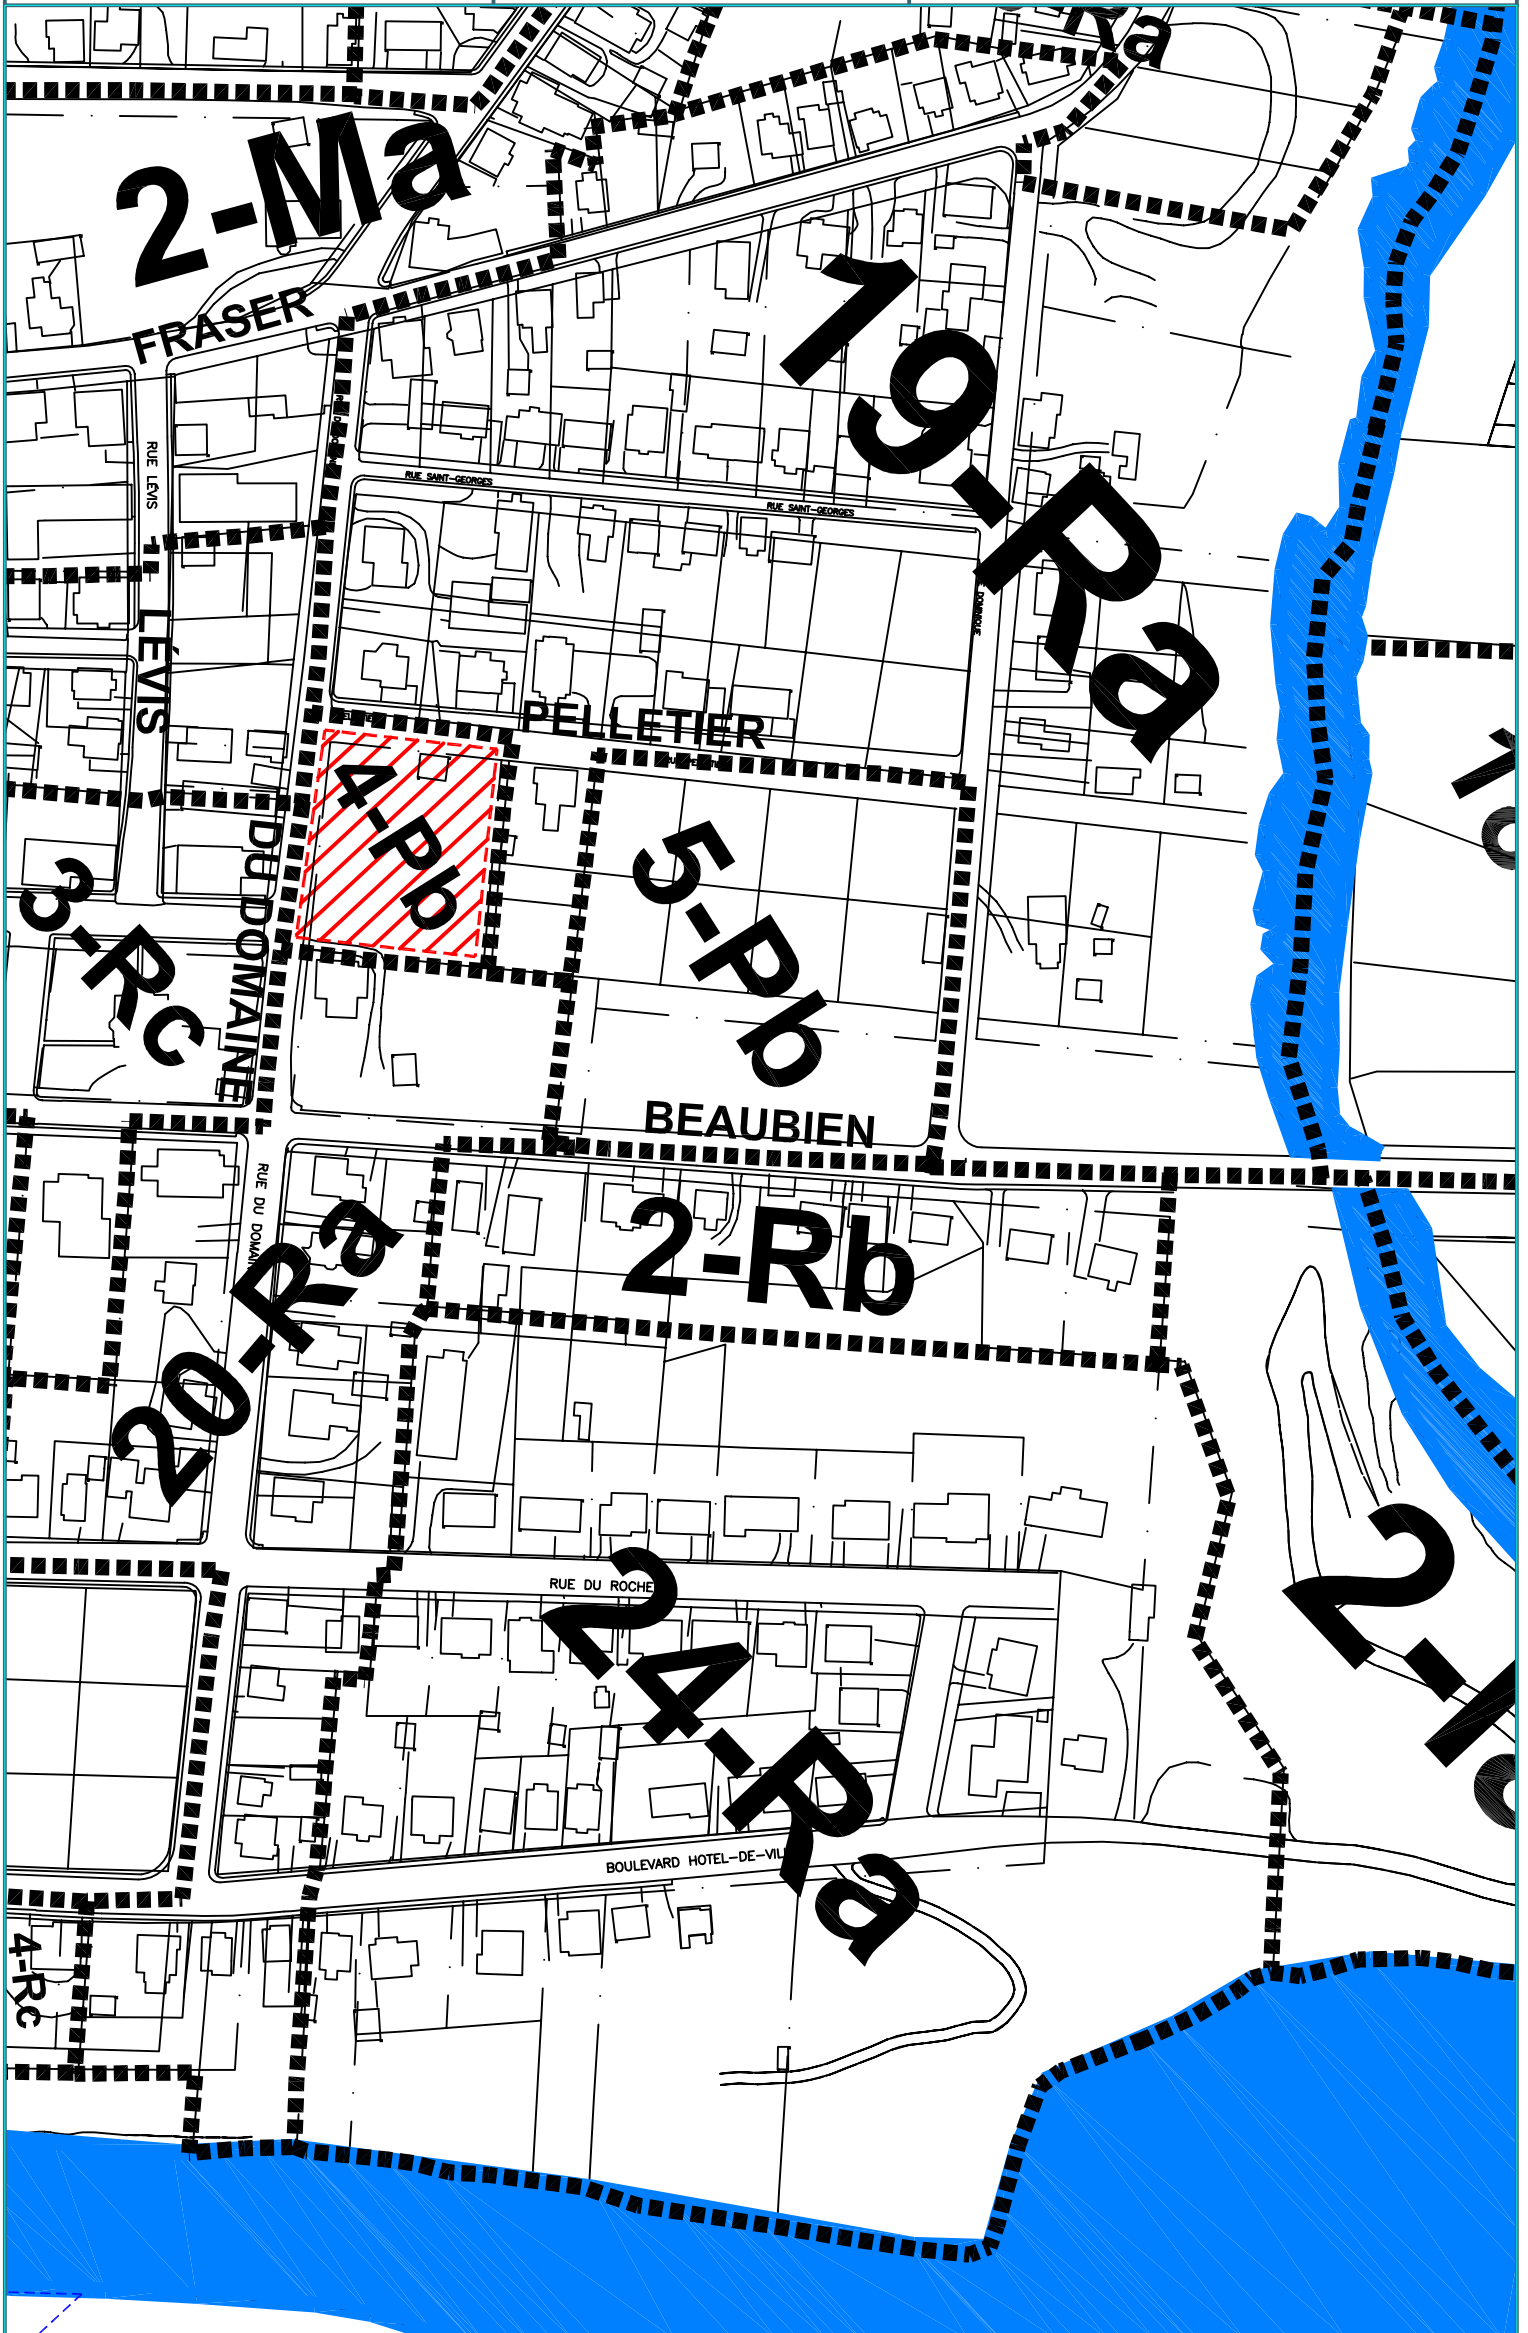 Ra
2-Ma
FRASER
19-Ra
RUE LÉVIS
RUE SAINT-GEORGES
RUE SAINT-GEORGES
LÉVIS
DOMINIQUE
PELLETIER
4-Pb
5-Pb
DU DOMAINE
3-Rc
BEAUBIEN
RUE DU DOMAI
2-Rb
20-Ra
RUE DU ROCHE
24-Ra
BOULEVARD HOTEL-DE-VIL
4-Rc